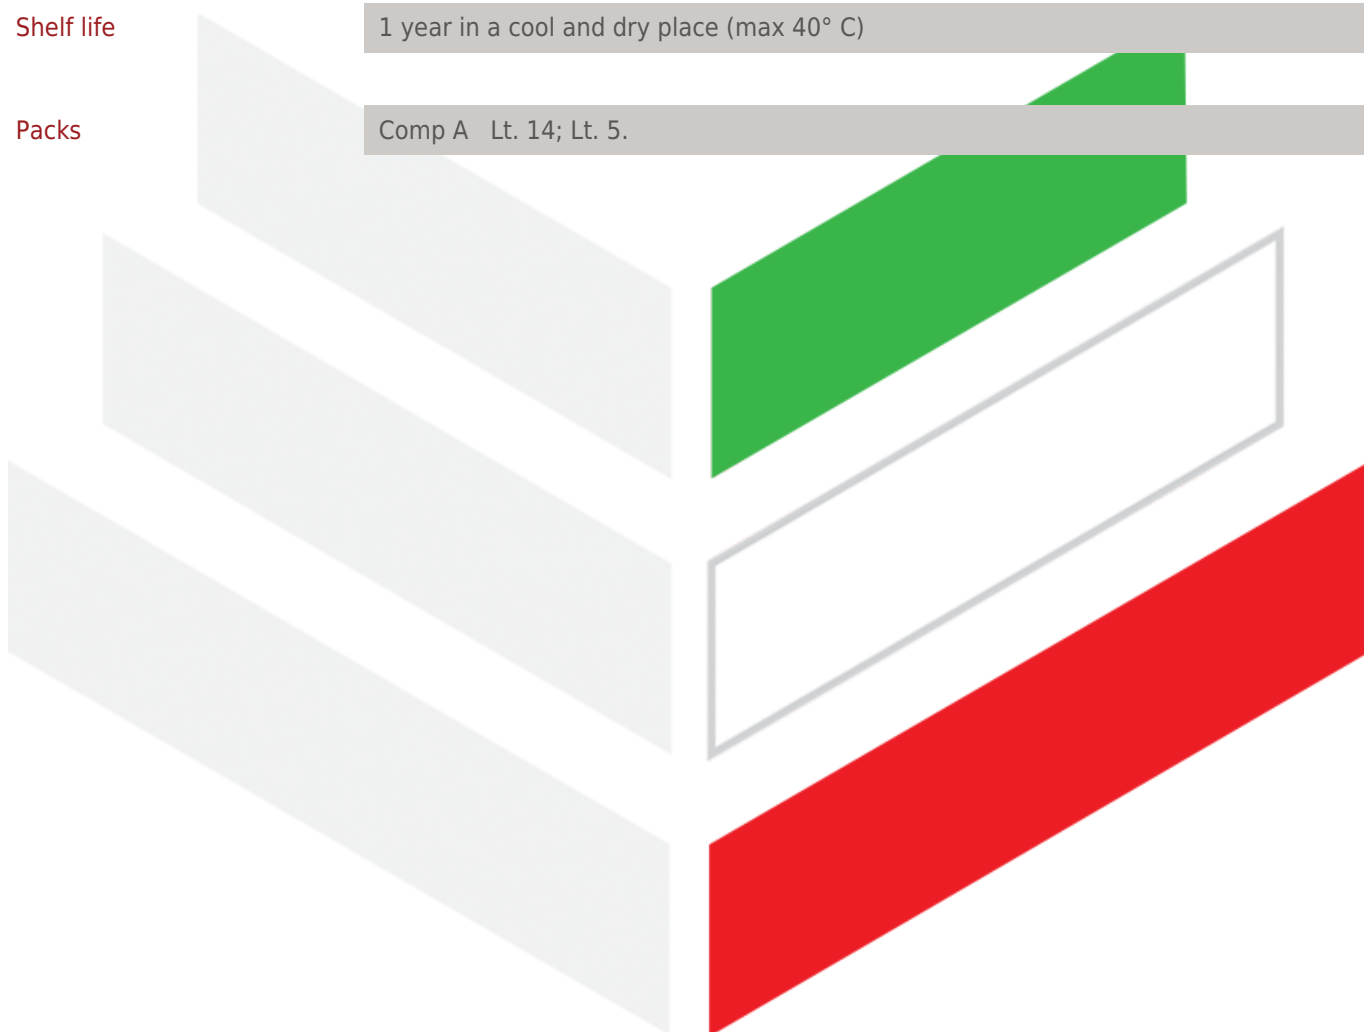 Shelf life 1 year in a cool and dry place (max 40° C)
Packs Comp A Lt. 14; Lt. 5.